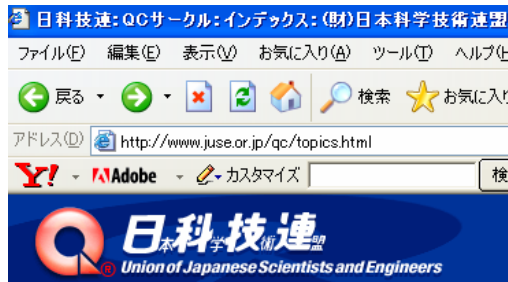 日科技連:QCサークル:インデックス:(財)日本科学技術連盟
ファイル(F) 編集(E) 表示(V) お気に入り(A) ツール(T) ヘルプ(H
戻る 検索 お気に入り
アドレス(D) http://www.juse.or.jp/qc/topics.html
Y! Adobe カスタマイズ 検
日本科学技術連盟
Union of Japanese Scientists and Engineers